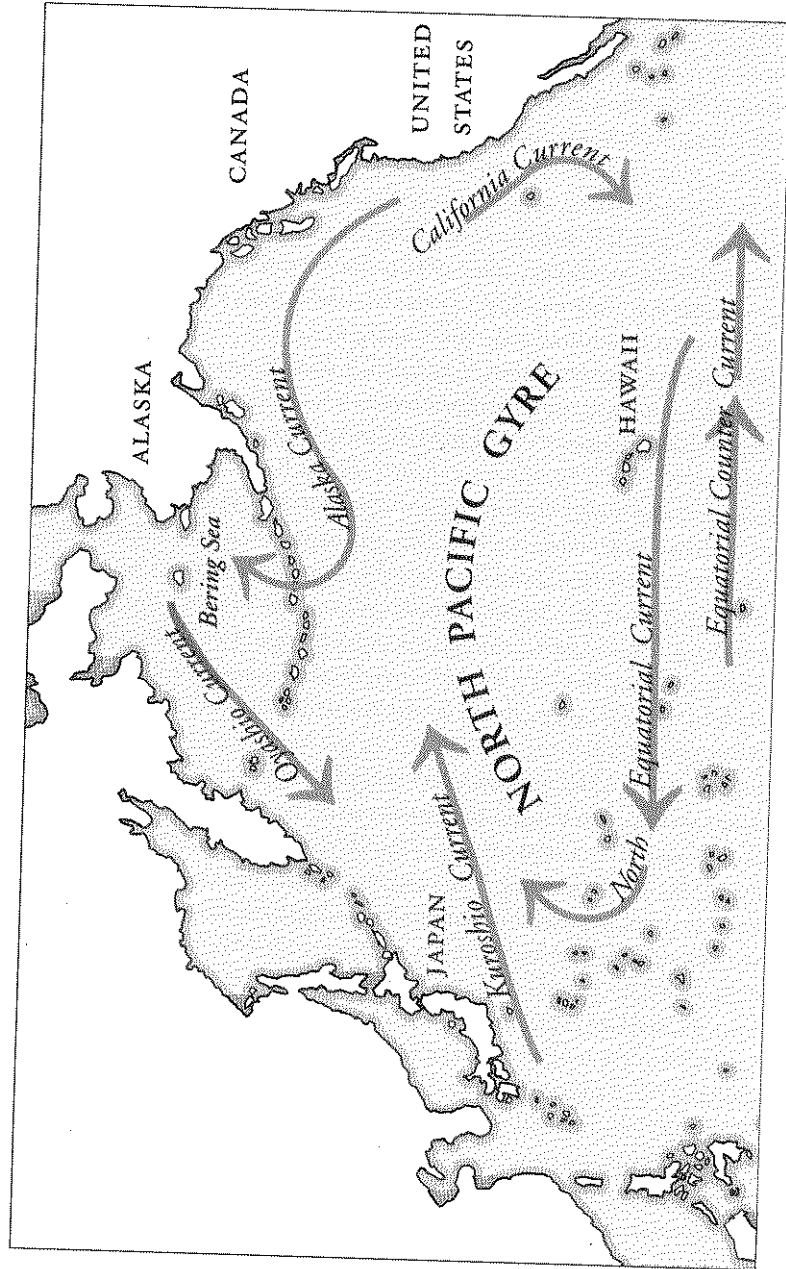 CANADA
UNITED
STATES
ALASKA
Bering Sea
Alaska Current
California Current
Oyashio Current
NORTH PACIFIC GYRE
HAWAII
JAPAN
Kuroshio Current
North Equatorial Current
Equatorial Counter Current